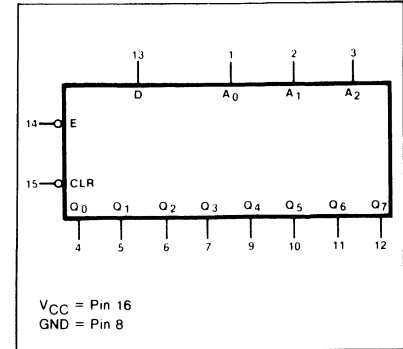 13 1 2 3
D A0 A1 A2
14 E
15 CLR
Q0 Q1 Q2 Q3 Q4 Q5 Q6 Q7
4 5 6 7 9 10 11 12
VCC = Pin 16
GND = Pin 8